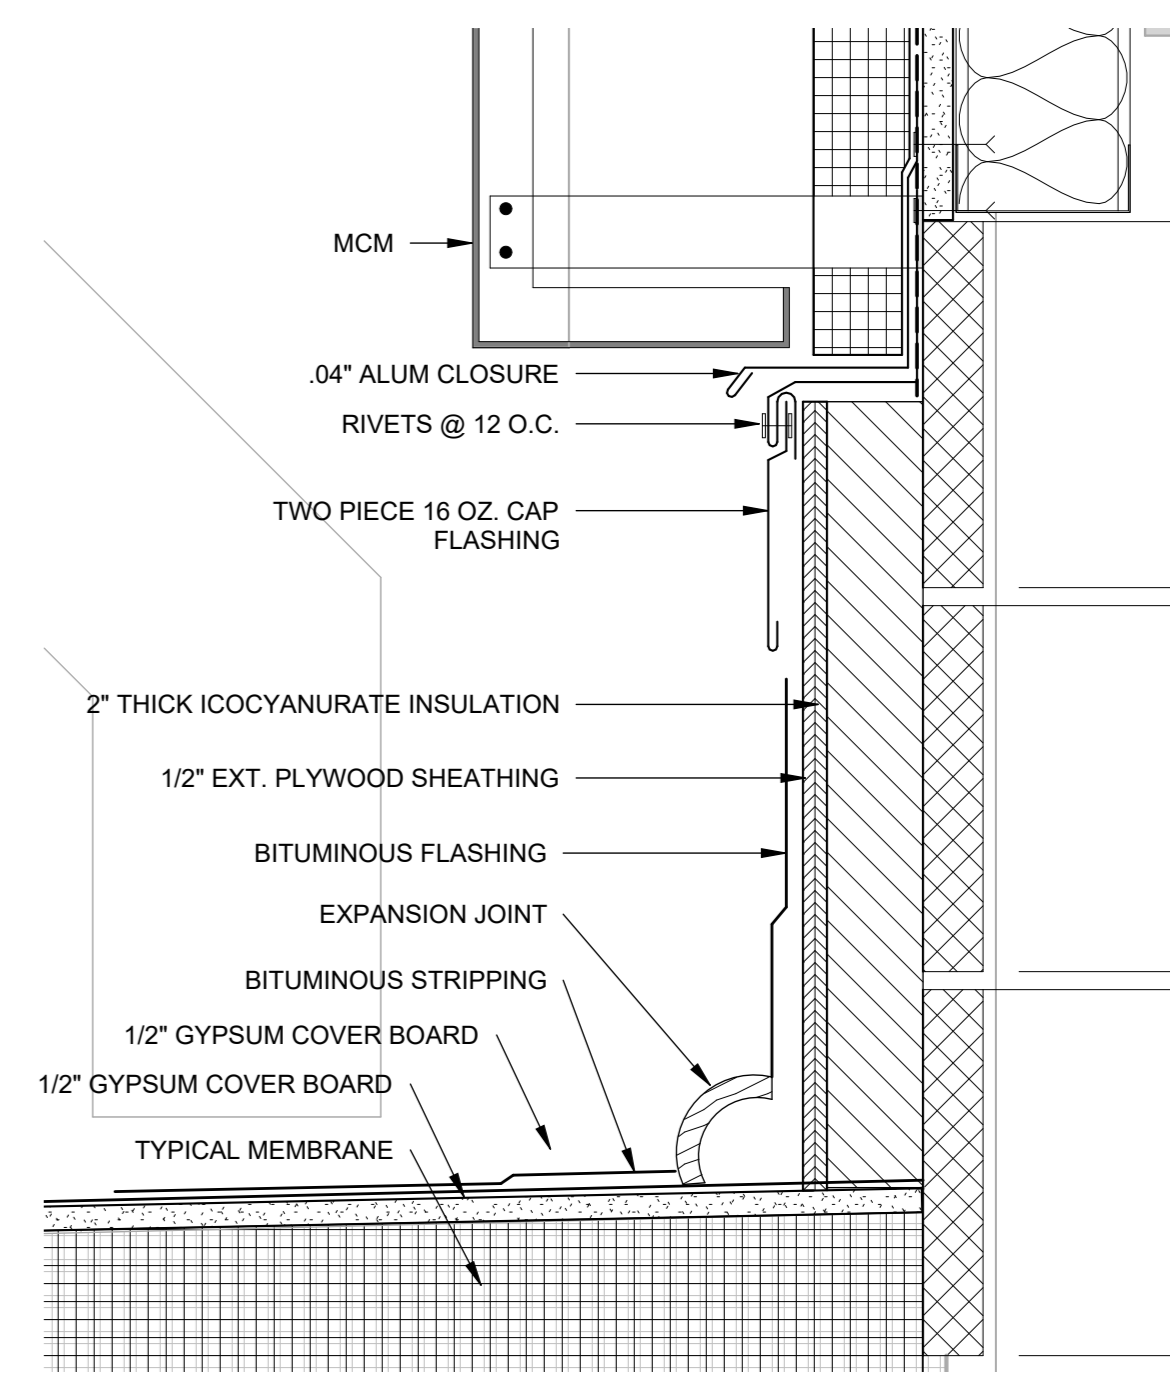 MCM
.04" ALUM CLOSURE
RIVETS @ 12 O.C.
TWO PIECE 16 OZ. CAP
FLASHING
2" THICK ICOCYANURATE INSULATION
1/2" EXT. PLYWOOD SHEATHING
BITUMINOUS FLASHING
EXPANSION JOINT
BITUMINOUS STRIPPING
1/2" GYPSUM COVER BOARD
1/2" GYPSUM COVER BOARD
TYPICAL MEMBRANE